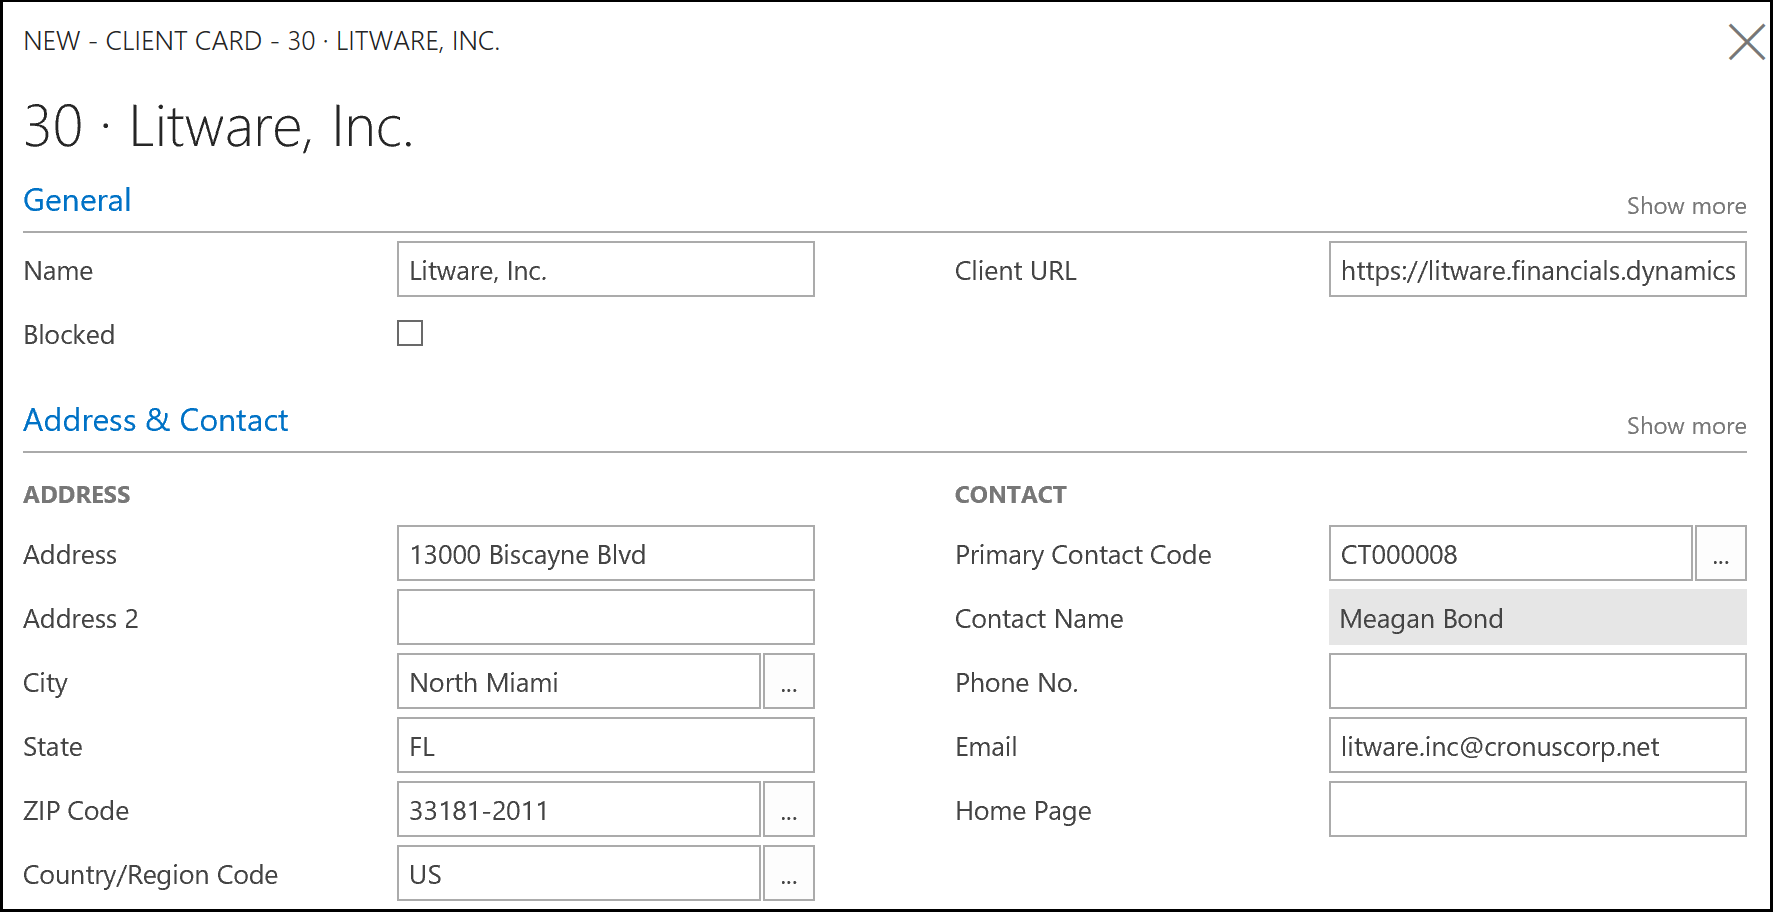 NEW - CLIENT CARD - 30 · LITWARE, INC.
30 · Litware, Inc.
General
Show more
Name
Litware, Inc.
Client URL
https://litware.financials.dynamics
Blocked
Address & Contact
Show more
ADDRESS
CONTACT
Address
13000 Biscayne Blvd
Primary Contact Code
CT000008
...
Address 2
Contact Name
Meagan Bond
City
North Miami
...
Phone No.
State
FL
Email
litware.inc@cronuscorp.net
ZIP Code
33181-2011
...
Home Page
Country/Region Code
US
...